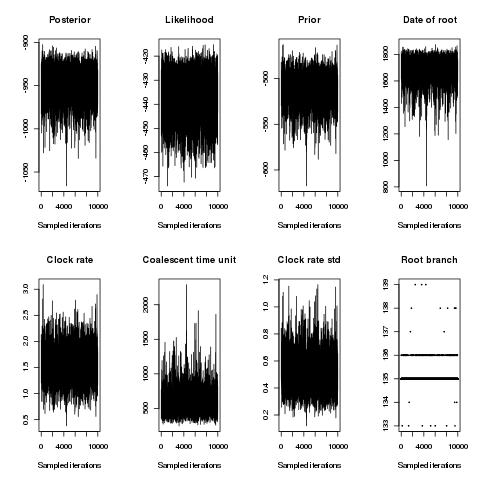 Posterior
-900
-950
-1000
-1050
0 4000 10000
Sampled iterations
Likelihood
-420
-430
-440
-450
-460
-470
0 4000 10000
Sampled iterations
Prior
-500
-550
-600
0 4000 10000
Sampled iterations
Date of root
1800
1600
1400
1200
1000
800
0 4000 10000
Sampled iterations
Clock rate
3.0
2.5
2.0
1.5
1.0
0.5
0 4000 10000
Sampled iterations
Coalescent time unit
2000
1500
1000
500
0 4000 10000
Sampled iterations
Clock rate std
1.2
1.0
0.8
0.6
0.4
0.2
0 4000 10000
Sampled iterations
Root branch
139
138
137
136
135
134
133
0 4000 10000
Sampled iterations